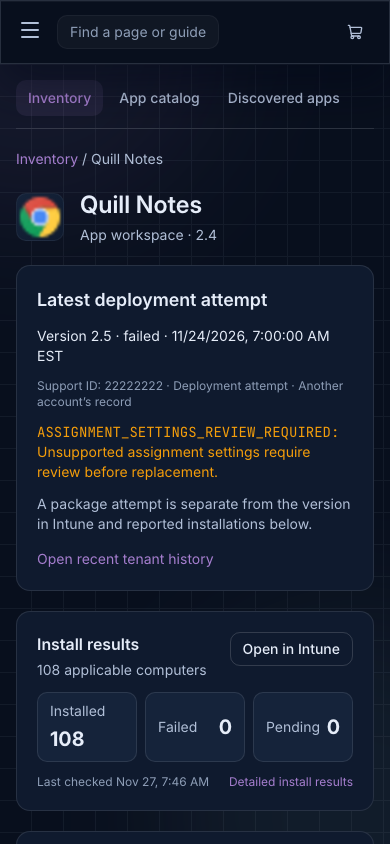 Find a page or guide
Inventory
App catalog
Discovered apps
Inventory / Quill Notes
Quill Notes
App workspace · 2.4
Latest deployment attempt
Version 2.5 · failed · 11/24/2026, 7:00:00 AM
EST
Support ID: 22222222 · Deployment attempt · Another
account’s record
ASSIGNMENT_SETTINGS_REVIEW_REQUIRED:
Unsupported assignment settings require
review before replacement.
A package attempt is separate from the version
in Intune and reported installations below.
Open recent tenant history
Install results
Open in Intune
108 applicable computers
Installed
108
Failed 0
Pending 0
Last checked Nov 27, 7:46 AM
Detailed install results